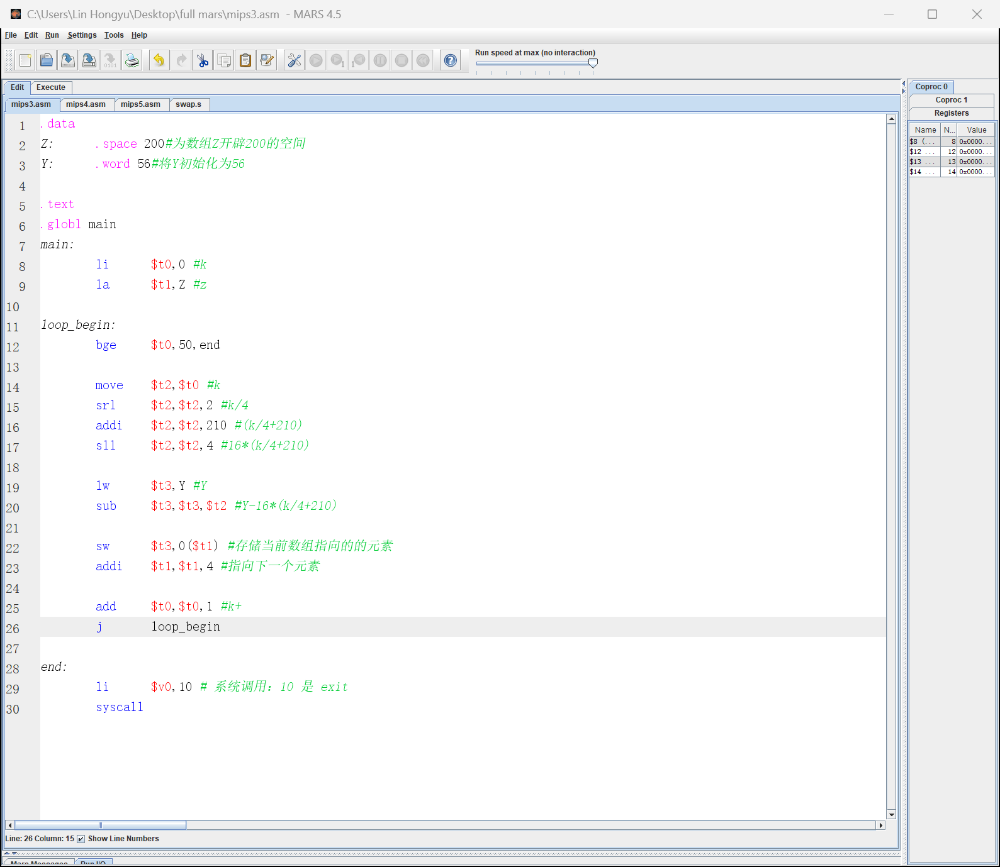 C:\Users\Lin Hongyu\Desktop\full mars\mips3.asm - MARS 4.5
File Edit Run Settings Tools Help
Run speed at max (no interaction)
Edit Execute
mips3.asm mips4.asm mips5.asm swap.s
1 .data
2 Z: .space 200#为数组Z开辟200的空间
3 Y: .word 56#将Y初始化为56
4
5 .text
6 .globl main
7 main:
8 li $t0,0 #k
9 la $t1,Z #z
10
11 loop_begin:
12 bge $t0,50,end
13
14 move $t2,$t0 #k
15 srl $t2,$t2,2 #k/4
16 addi $t2,$t2,210 #(k/4+210)
17 sll $t2,$t2,4 #16*(k/4+210)
18
19 lw $t3,Y #Y
20 sub $t3,$t3,$t2 #Y-16*(k/4+210)
21
22 sw $t3,0($t1) #存储当前数组指向的的元素
23 addi $t1,$t1,4 #指向下一个元素
24
25 add $t0,$t0,1 #k+
26 j loop_begin
27
28 end:
29 li $v0,10 # 系统调用：10 是 exit
30 syscall
Line: 26 Column: 15 Show Line Numbers
Mars Messages Run I/O
Coproc 0
Coproc 1
Registers
Name N... Value
$8 (... 8 0x0000...
$12 ... 12 0x0000...
$13 ... 13 0x0000...
$14 ... 14 0x0000...